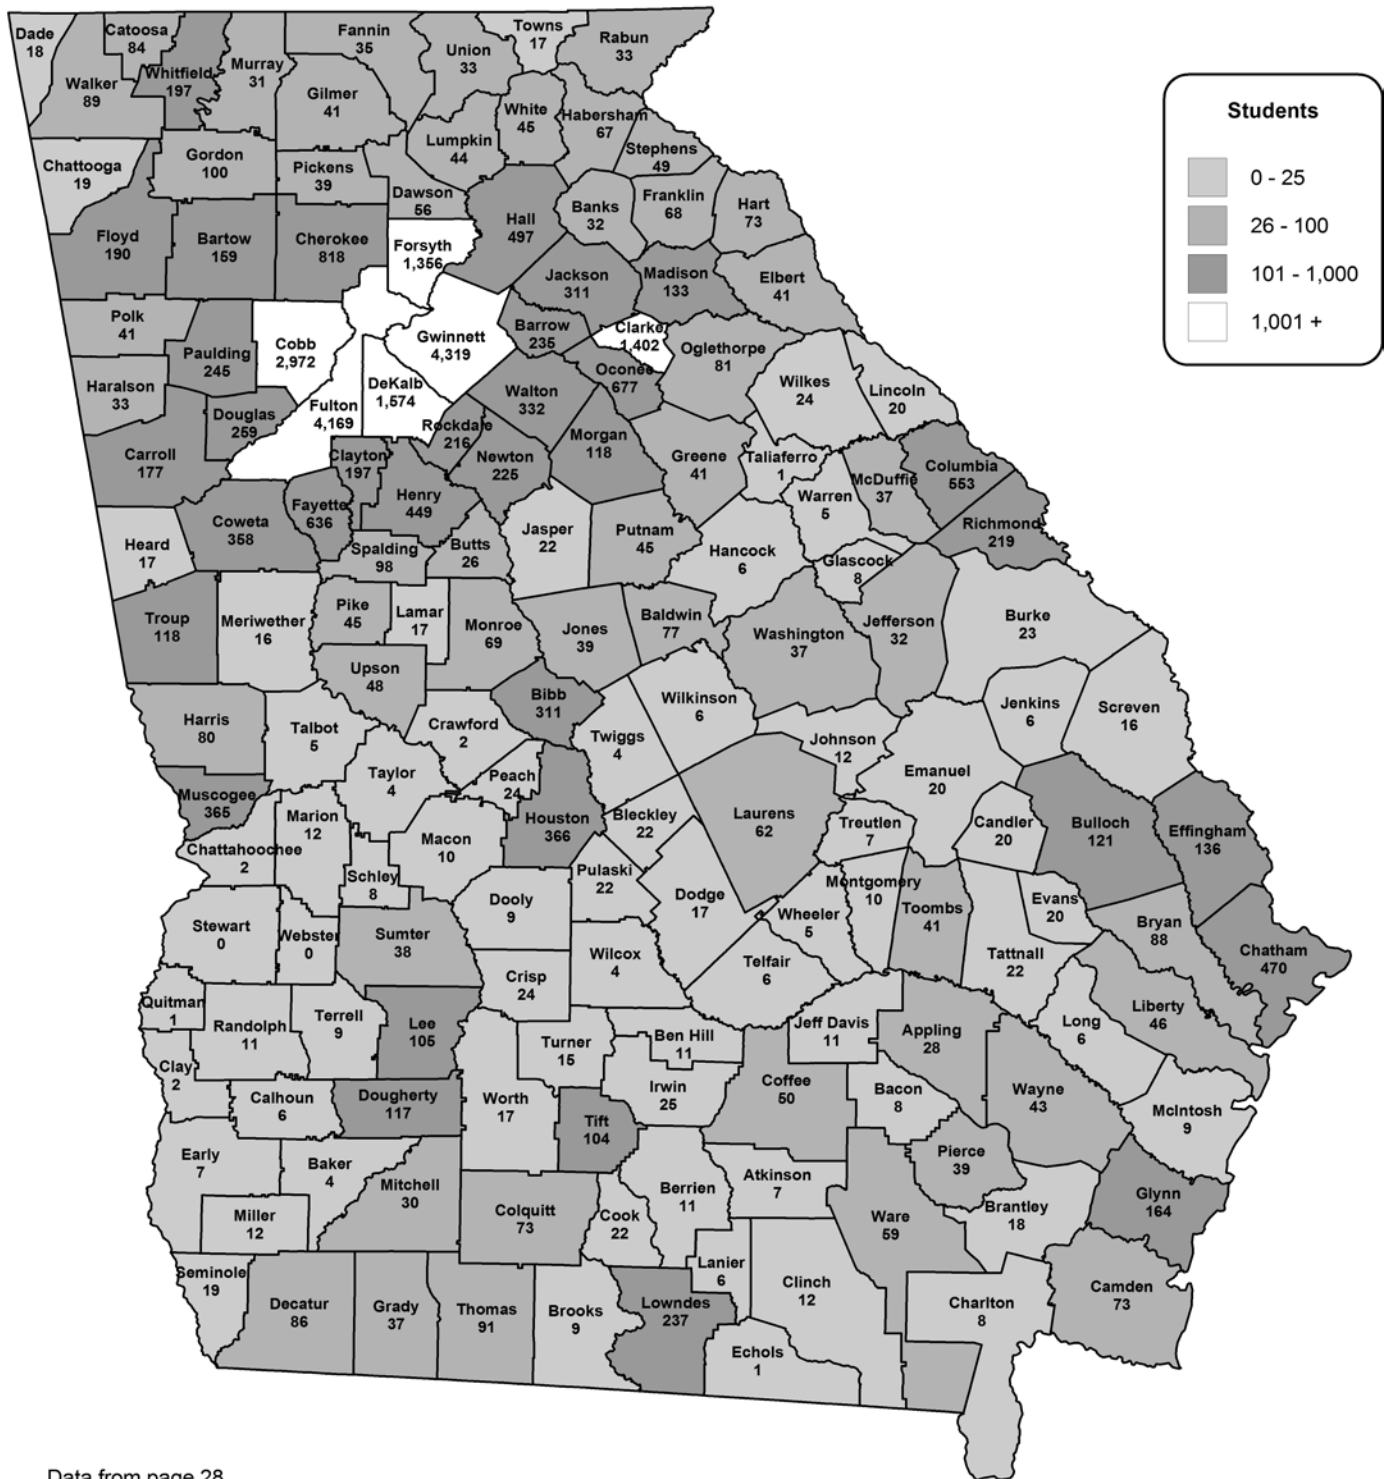 Dade
18
Catoosa
84
Walker
89
Whitfield
197
Murray
31
Fannin
35
Gilmer
41
Union
33
Towns
17
Rabun
33
White
45
Habersham
67
Lumpkin
44
Stephens
49
Chattooga
19
Gordon
100
Pickens
39
Dawson
56
Hall
497
Banks
32
Franklin
68
Hart
73
Floyd
190
Bartow
159
Cherokee
818
Forsyth
1,356
Jackson
311
Madison
133
Elbert
41
Polk
41
Paulding
245
Cobb
2,972
Gwinnett
4,319
Barrow
235
Clarke
1,402
Oglethorpe
81
Wilkes
24
Lincoln
20
Haralson
33
Douglas
259
Fulton
4,169
DeKalb
1,574
Rockdale
216
Walton
332
Oconee
677
Carroll
177
Clayton
197
Newton
225
Morgan
118
Greene
41
Taliaferro
1
McDuffie
37
Columbia
553
Warren
5
Richmond
219
Coweta
358
Fayette
636
Henry
449
Heard
17
Spalding
98
Butts
26
Jasper
22
Putnam
45
Hancock
6
Glascock
8
Troup
118
Meriwether
16
Pike
45
Lamar
17
Monroe
69
Jones
39
Baldwin
77
Washington
37
Jefferson
32
Burke
23
Upson
48
Bibb
311
Wilkinson
6
Jenkins
6
Screven
16
Harris
80
Talbot
5
Crawford
2
Twiggs
4
Johnson
12
Emanuel
20
Taylor
4
Peach
24
Muscogee
365
Marion
12
Macon
10
Houston
366
Bleckley
22
Laurens
62
Treutlen
7
Candler
20
Bulloch
121
Effingham
136
Chattahoochee
2
Schley
8
Dooly
9
Pulaski
22
Dodge
17
Montgomery
10
Wheeler
5
Toombs
41
Evans
20
Bryan
88
Chatham
470
Stewart
0
Webster
0
Sumter
38
Crisp
24
Wilcox
4
Telfair
6
Tattnall
22
Liberty
46
Quitman
1
Randolph
11
Terrell
9
Lee
105
Turner
15
Ben Hill
11
Jeff Davis
11
Appling
28
Long
6
Clay
2
Calhoun
6
Dougherty
117
Worth
17
Tift
104
Irwin
25
Coffee
50
Bacon
8
Wayne
43
McIntosh
9
Early
7
Baker
4
Mitchell
30
Colquitt
73
Cook
22
Berrien
11
Atkinson
7
Pierce
39
Brantley
18
Glynn
164
Miller
12
Ware
59
Seminole
19
Decatur
86
Grady
37
Thomas
91
Brooks
9
Lowndes
237
Lanier
6
Clinch
12
Echols
1
Charlton
8
Camden
73
Students
0 - 25
26 - 100
101 - 1,000
1,001 +
Data from page 28